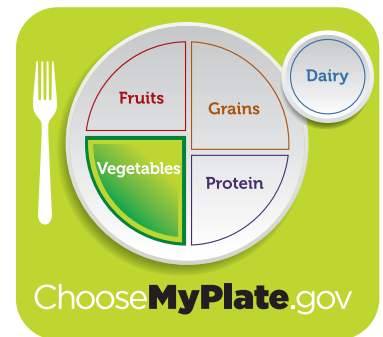 Dairy
Fruits
Grains
Vegetables
Protein
ChooseMyPlate.gov